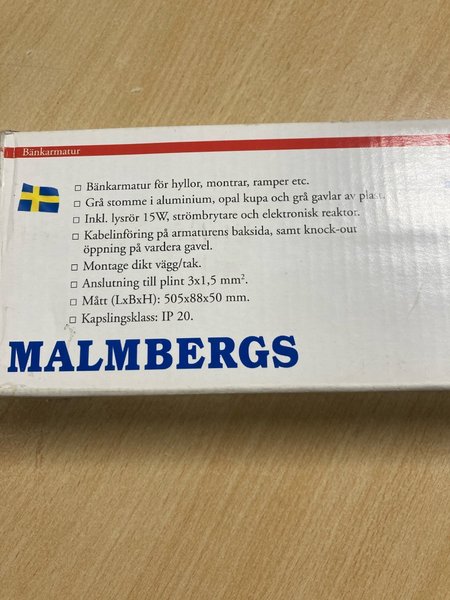 Bänkarmatur
□ Bänkarmatur för hyllor, montrar, ramper etc.
□ Grå stomme i aluminium, opal kupa och grå gavlar av plast.
□ Inkl. lysrör 15W, strömbrytare och elektronisk reaktor.
□ Kabelinföring på armaturens baksida, samt knock-out
öppning på vardera gavel.
□ Montage dikt vägg/tak.
□ Anslutning till plint 3x1,5 mm².
□ Mått (LxBxH): 505x88x50 mm.
□ Kapslingsklass: IP 20.
MALMBERGS